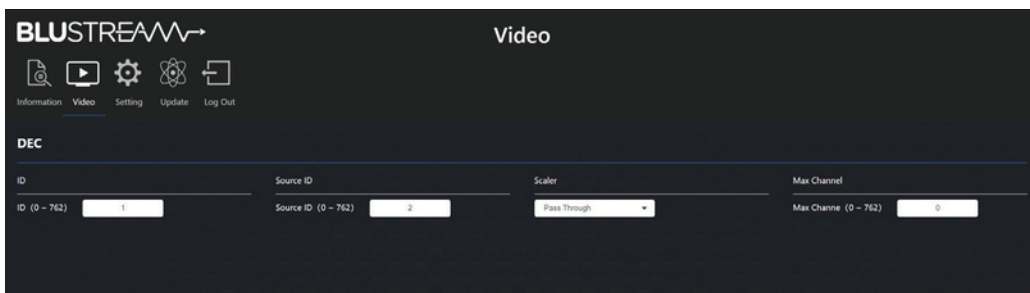 BLUSTREAM
Video
Information Video Setting Update Log Out
DEC
ID Source ID Scaler Max Channel
ID (0 ~ 762) 1 Source ID (0 ~ 762) 2 Pass Through Max Channe (0 ~ 762) 0